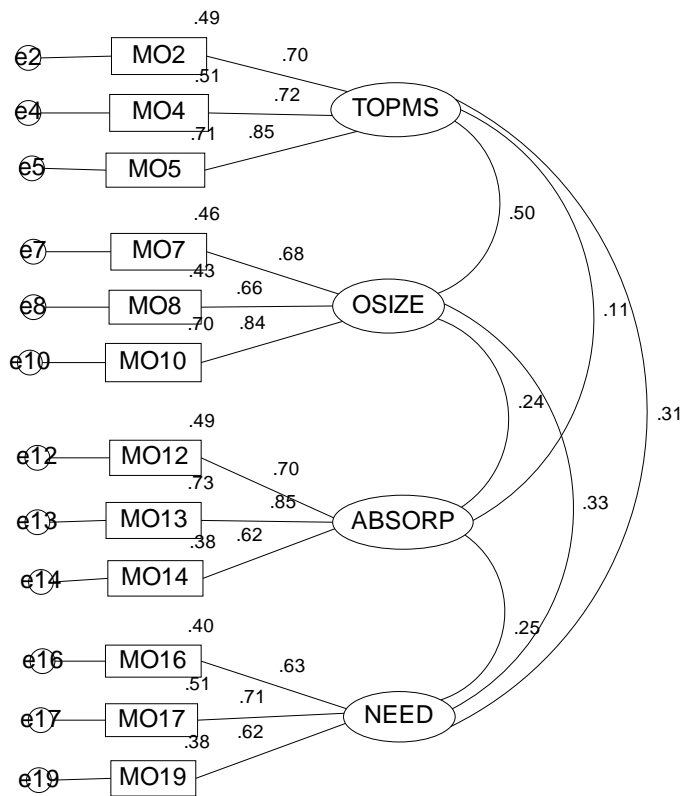 .49
e2 MO2 .70
.51
e4 MO4 .72 TOPMS
.71
e5 MO5 .85
.50
.46
e7 MO7 .68
.43
e8 MO8 .66 OSIZE
.70
e10 MO10 .84
.11
.24
.31
.49
e12 MO12 .70
.73
e13 MO13 .85 ABSORP
.33
.38
e14 MO14 .62
.25
.40
e16 MO16 .63
.51
e17 MO17 .71 NEED
.38
e19 MO19 .62